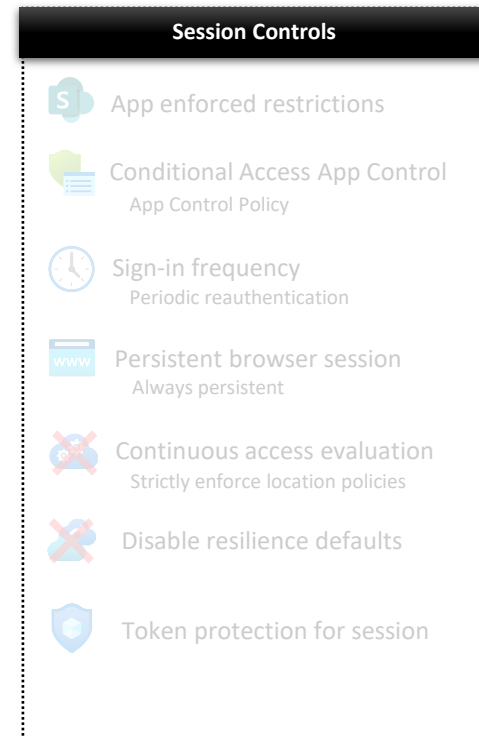 Session Controls
S
App enforced restrictions
Conditional Access App Control
App Control Policy
Sign-in frequency
Periodic reauthentication
www
Persistent browser session
Always persistent
Continuous access evaluation
Strictly enforce location policies
Disable resilience defaults
Token protection for session